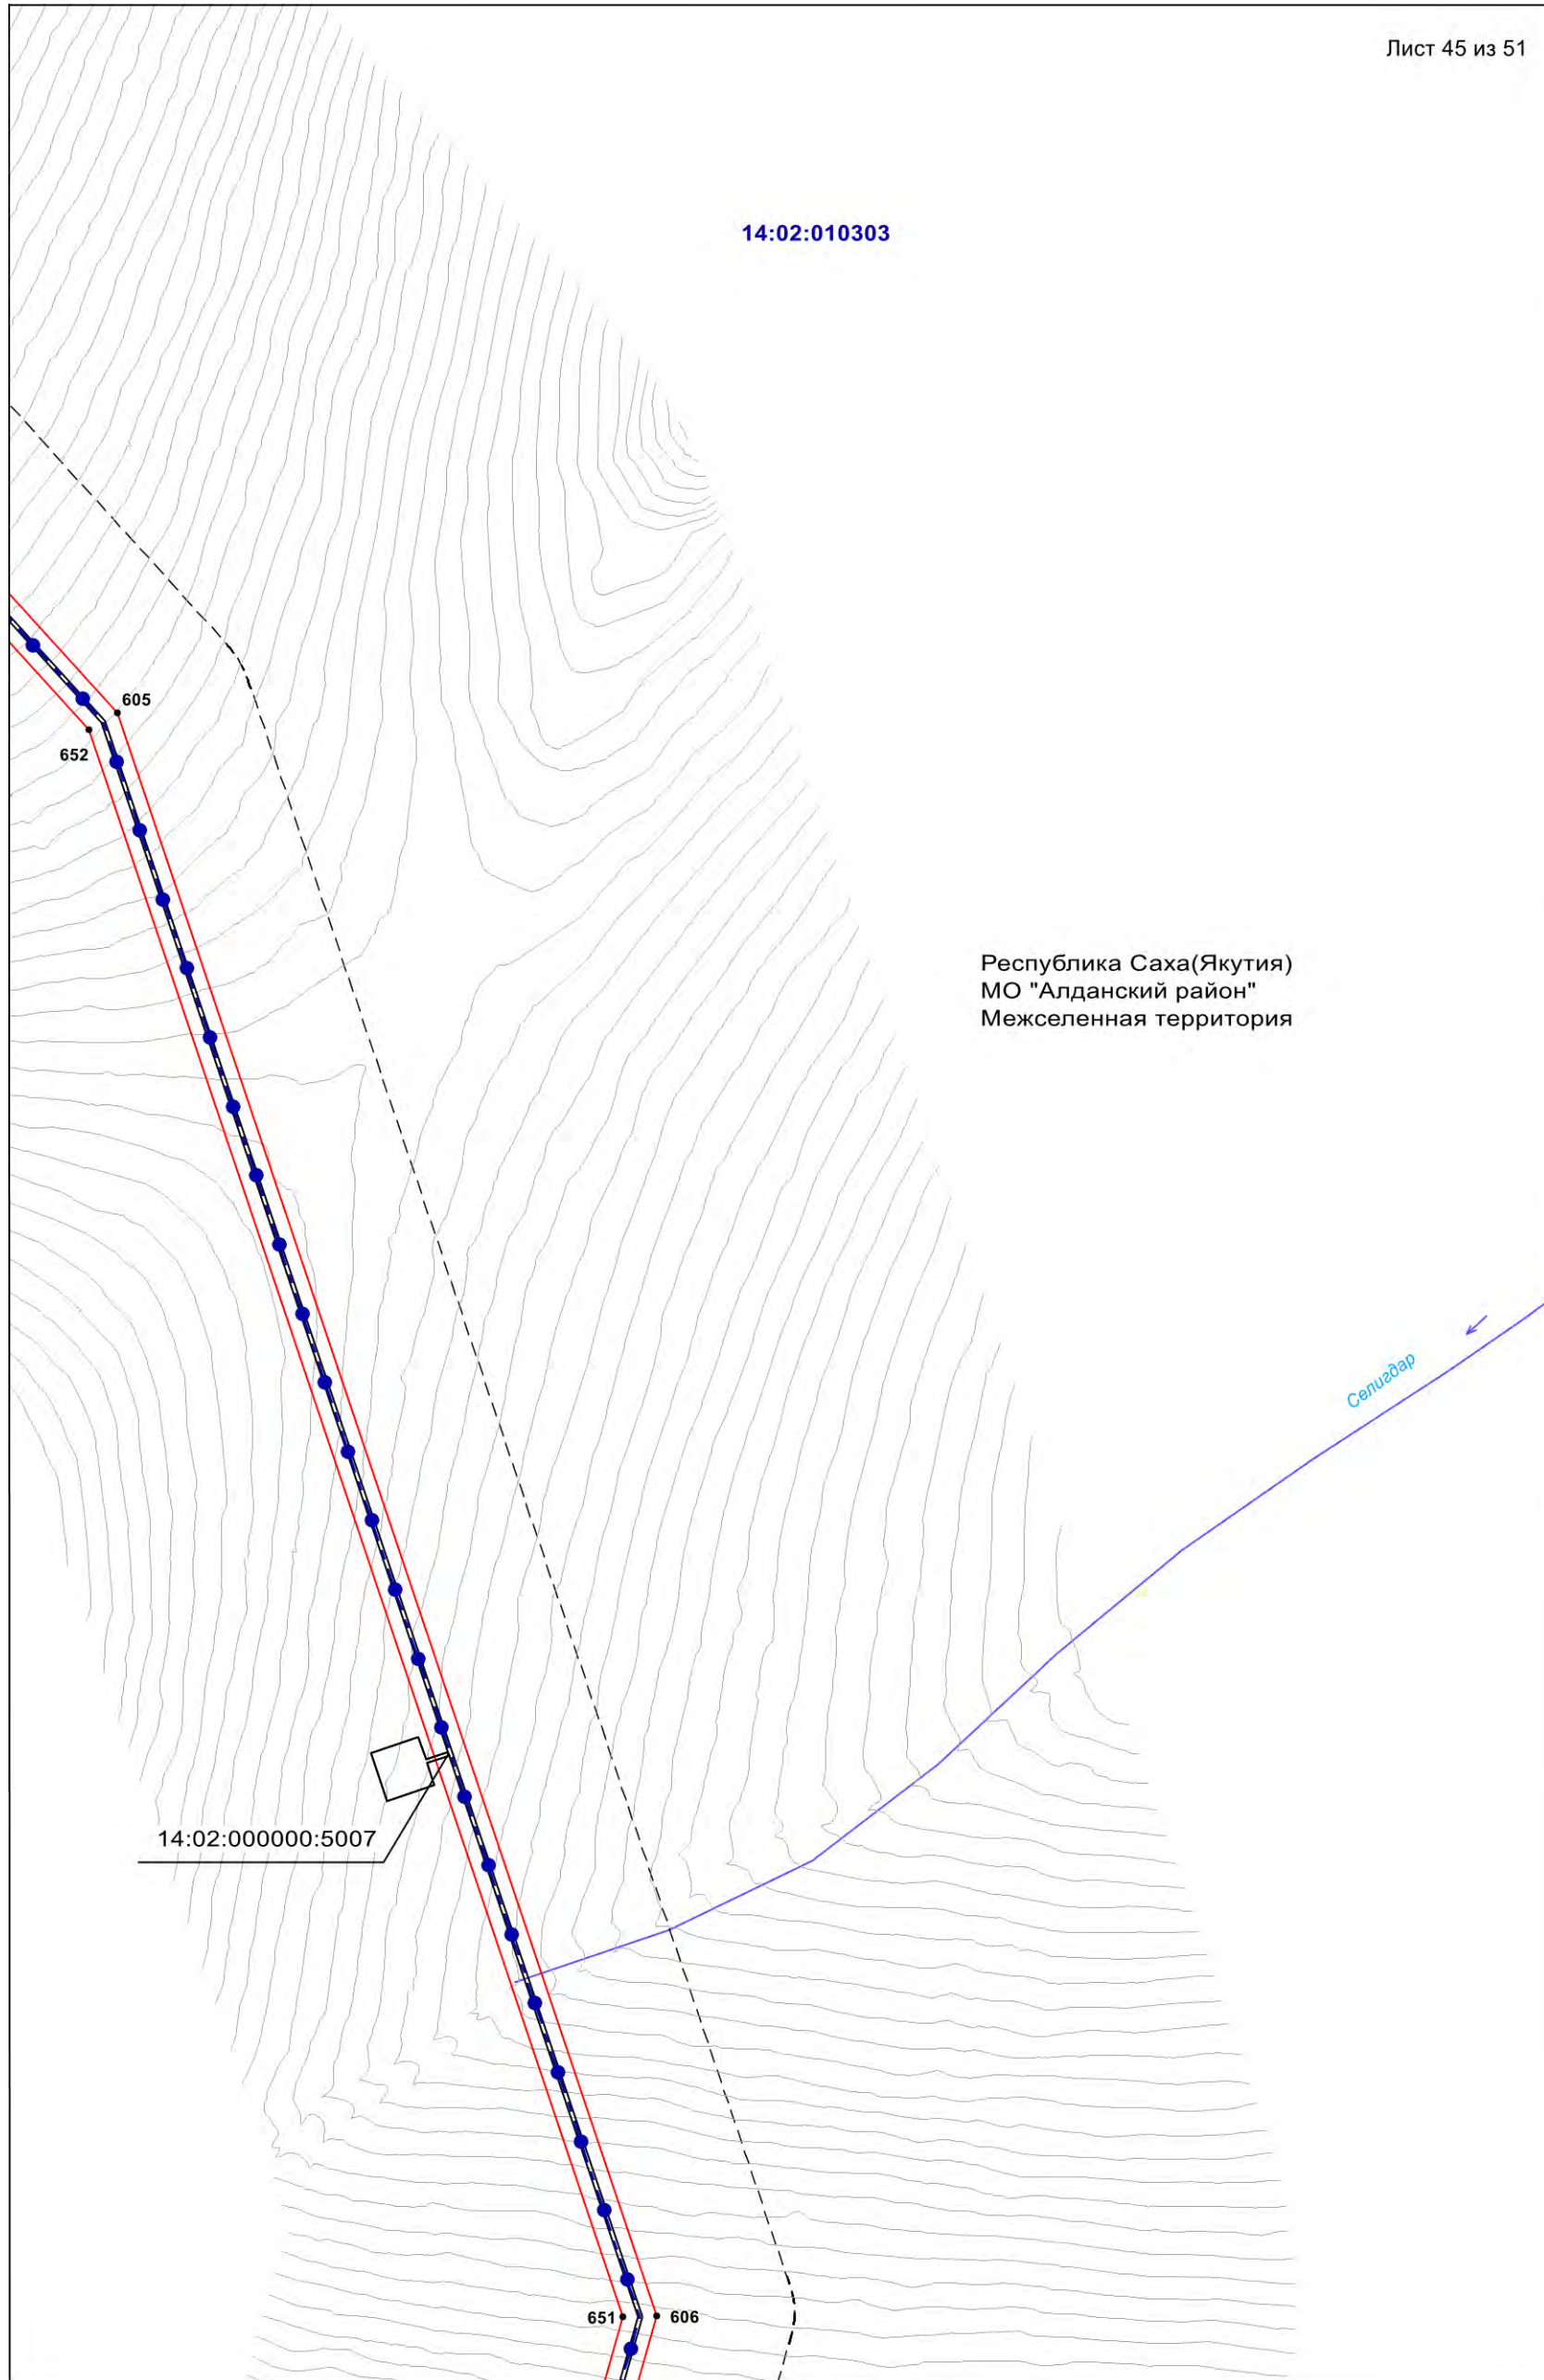 Лист 45 из 51
14:02:010303
605
652
Республика Саха(Якутия)
МО "Алданский район"
Межселенная территория
Селигдар
14:02:000000:5007
651
606